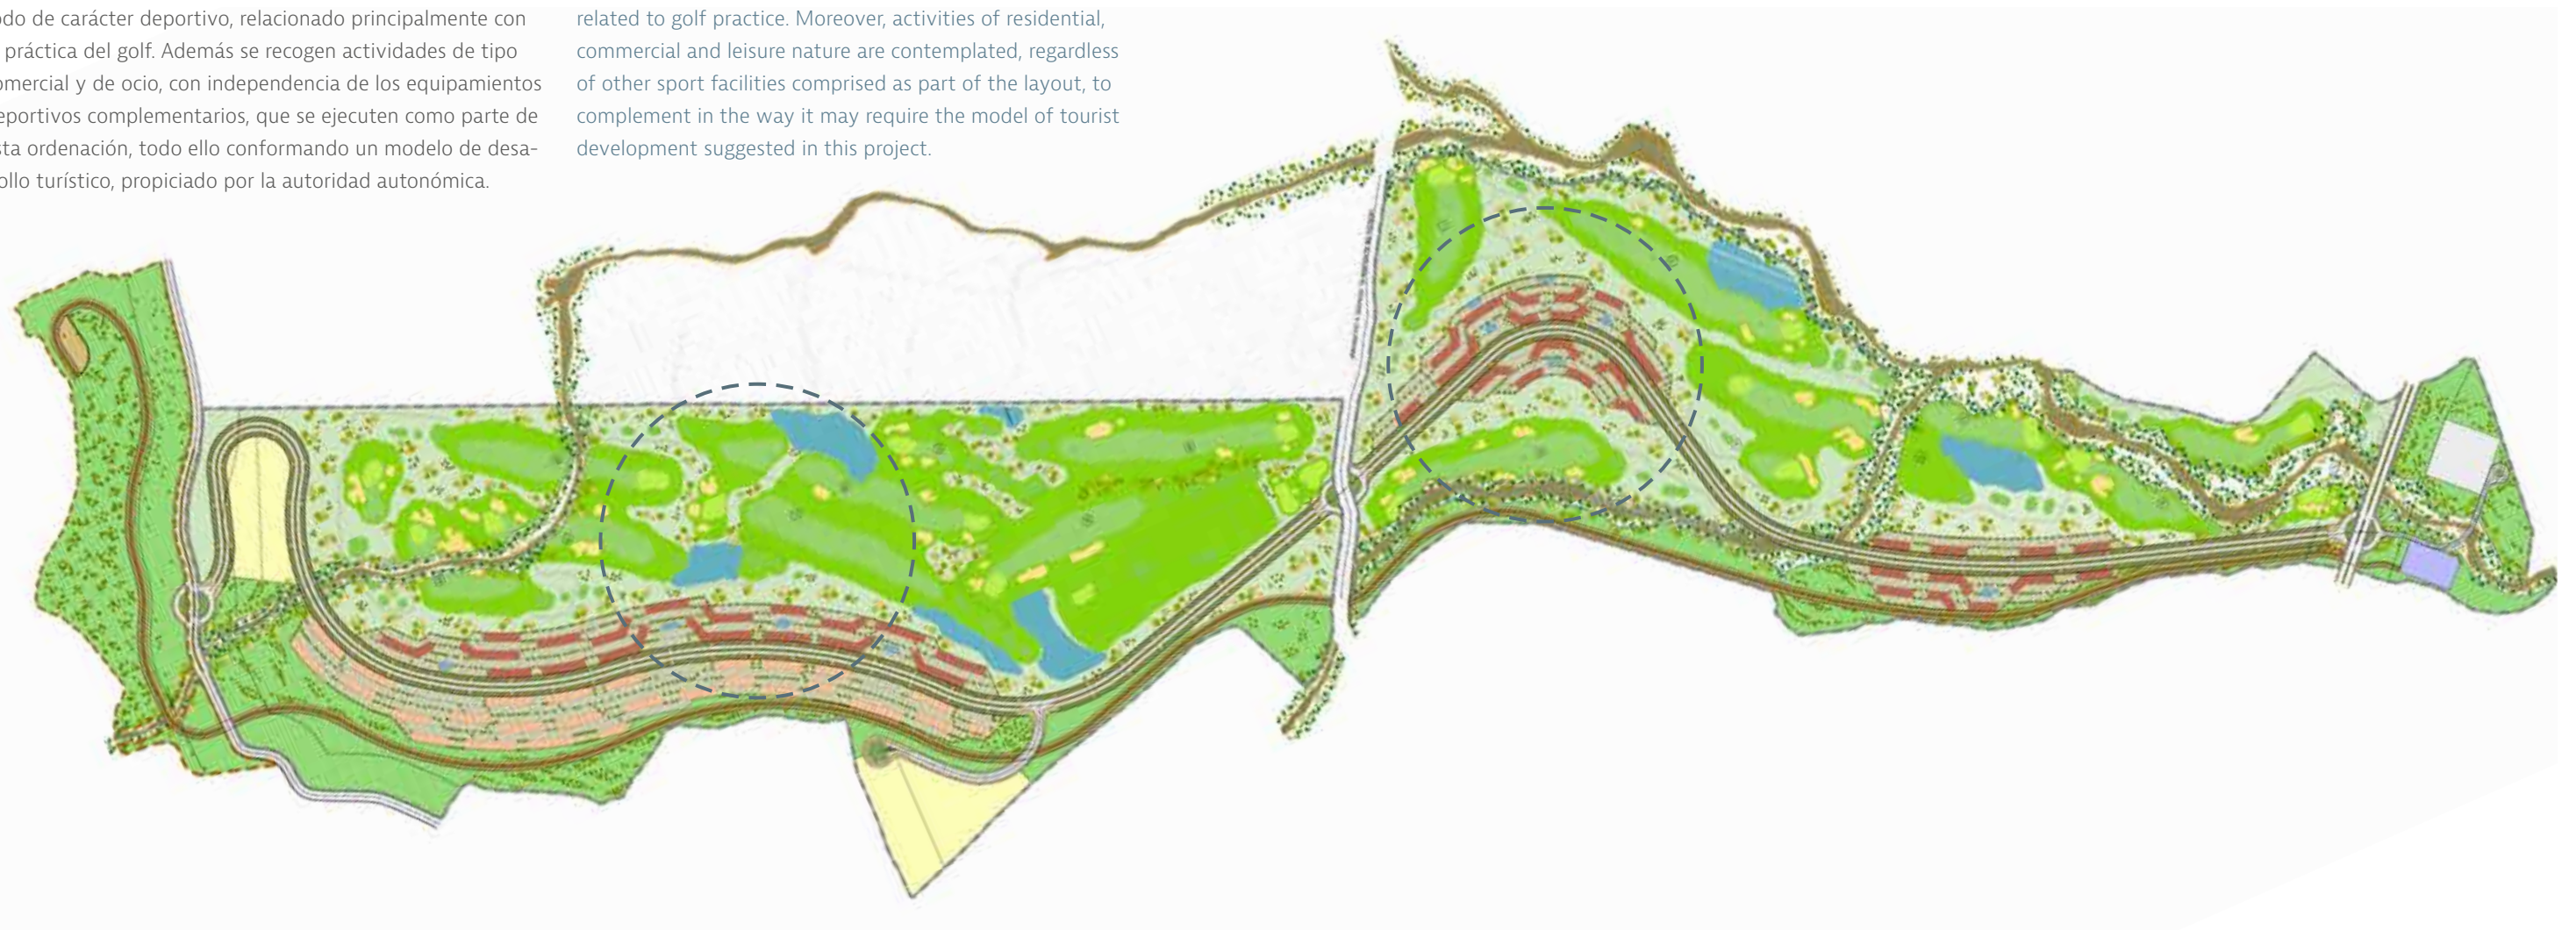 do de carácter deportivo, relacionado principalmente con
práctica del golf. Además se recogen actividades de tipo
omercial y de ocio, con independencia de los equipamientos
eportivos complementarios, que se ejecuten como parte de
sta ordenación, todo ello conformando un modelo de desa-
ollo turístico, propiciado por la autoridad autonómica.
related to golf practice. Moreover, activities of residential,
commercial and leisure nature are contemplated, regardless
of other sport facilities comprised as part of the layout, to
complement in the way it may require the model of tourist
development suggested in this project.